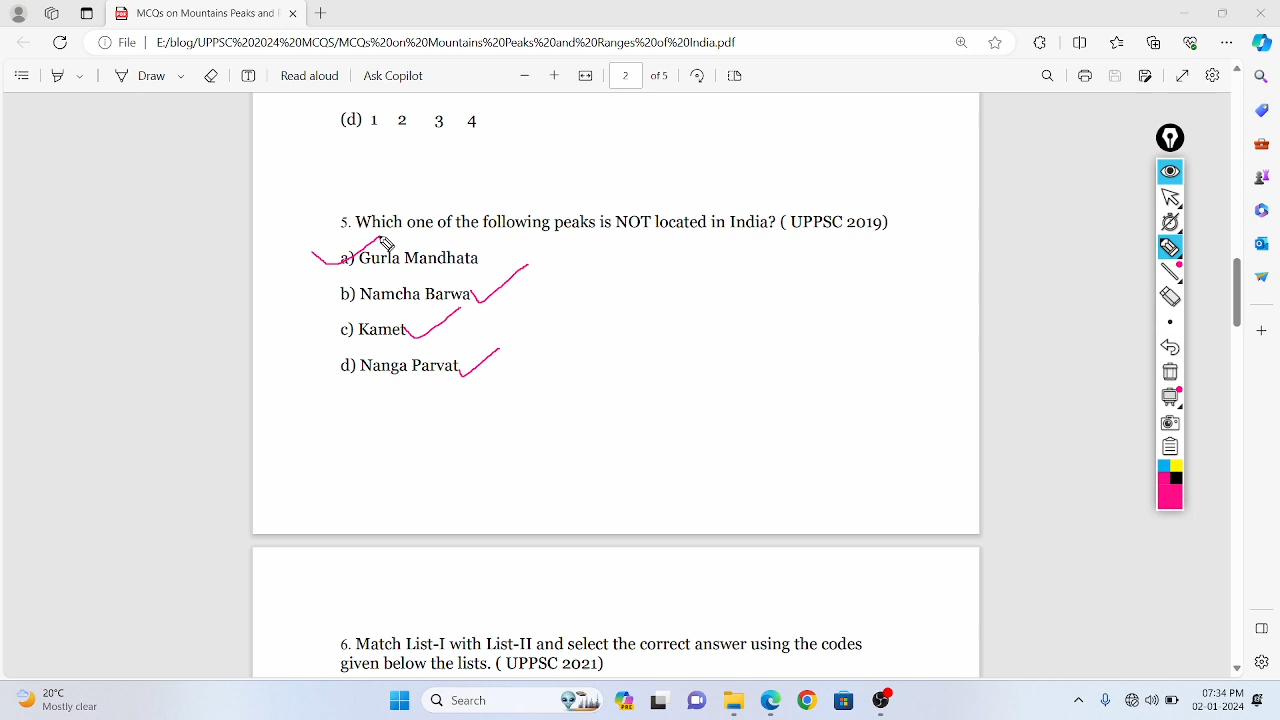 MCQs on Mountains Peaks and
File
E:/blog/UPPSC%202024%20MCQS/MCQs%20on%20Mountains%20Peaks%20and%20Ranges%20of%20India.pdf
Draw
Read aloud
Ask Copilot
2
of 5
(d) 1 2 3 4
5. Which one of the following peaks is NOT located in India? ( UPPSC 2019)
a) Gurla Mandhata
b) Namcha Barwa
c) Kamet
d) Nanga Parvat
6. Match List-I with List-II and select the correct answer using the codes
given below the lists. ( UPPSC 2021)
20°C
Mostly clear
Search
07:34 PM
02-01-2024